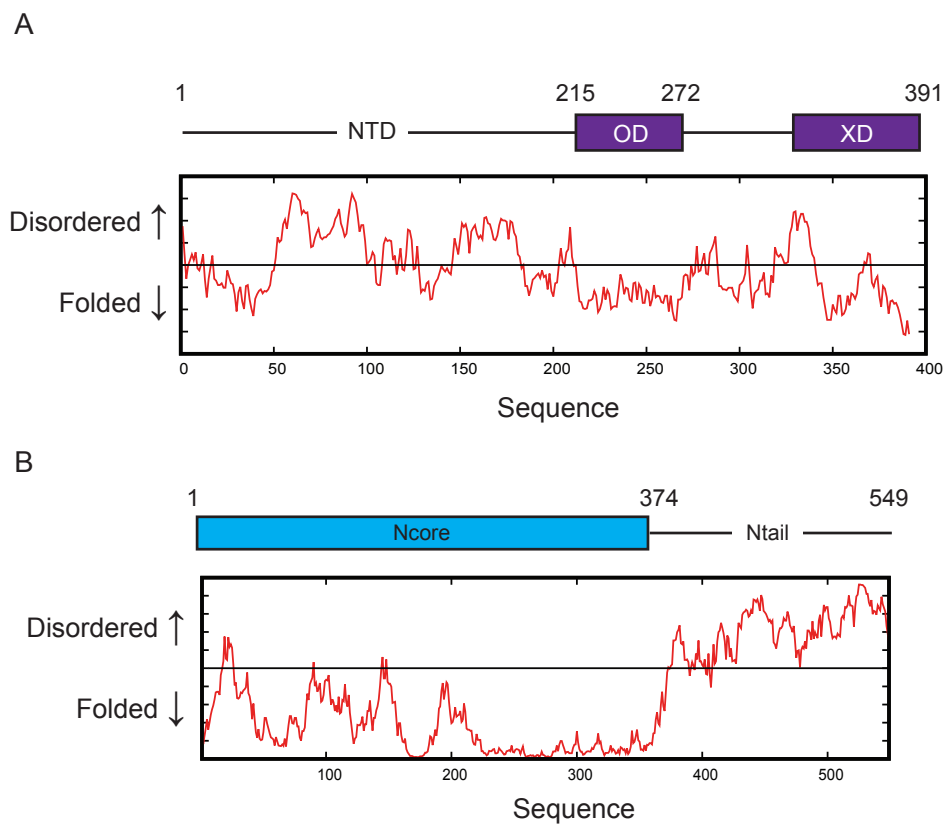 A
1 215 272 391
NTD OD XD
Disordered ↑
Folded ↓
0 50 100 150 200 250 300 350 400
Sequence
B
1 374 549
Ncore Ntail
Disordered ↑
Folded ↓
100 200 300 400 500
Sequence